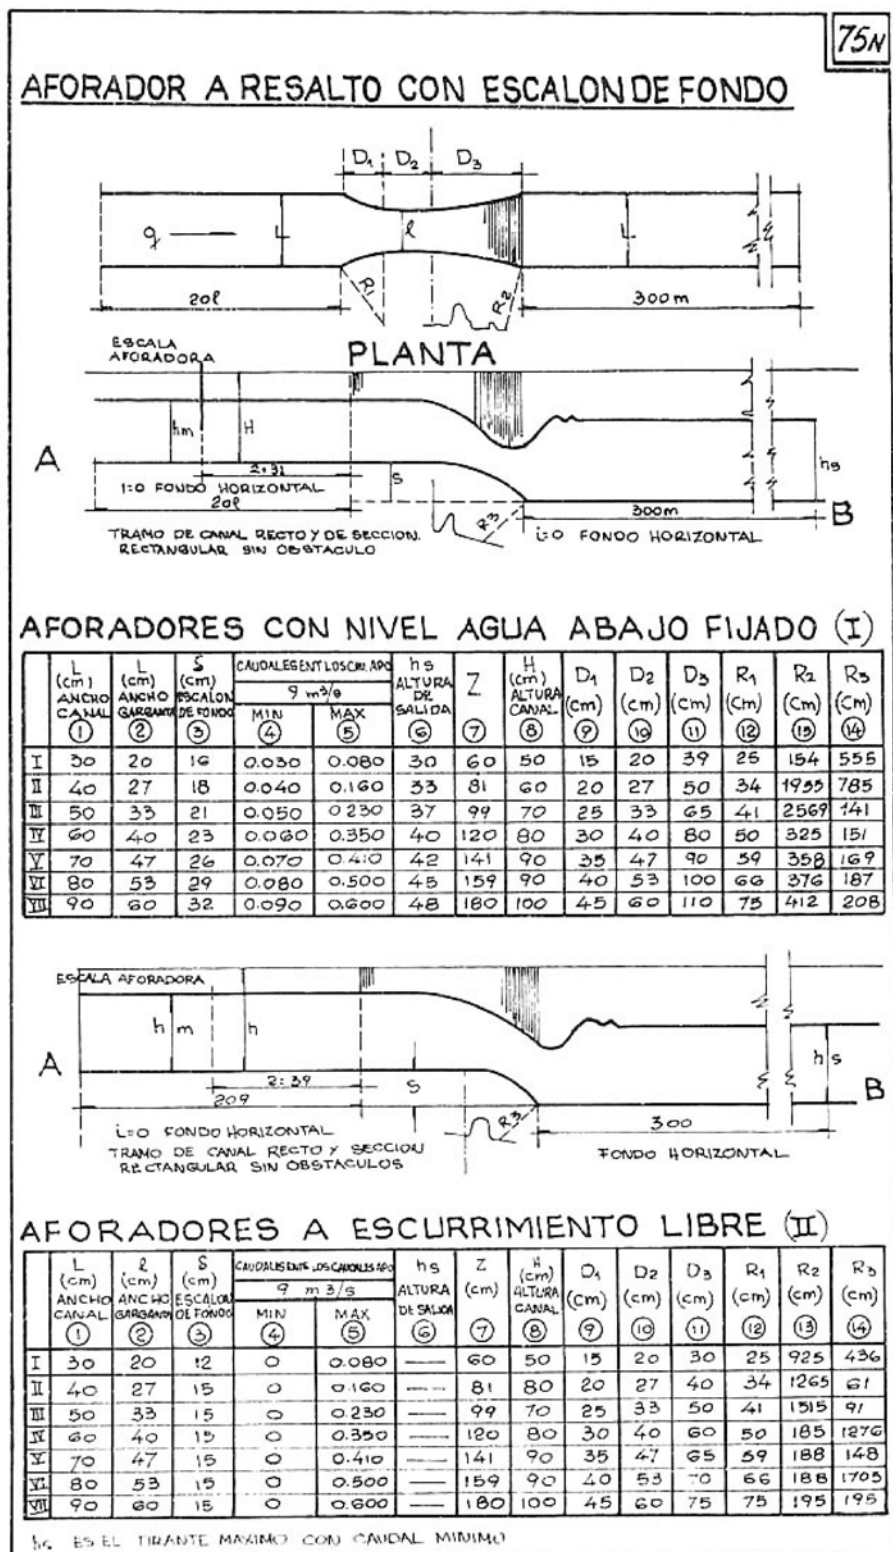 75N
AFORADOR A RESALTO CON ESCALON DE FONDO
D1 D2 D3
q L l L
R1 R2
20l 300m
ESCALA
AFORADORA
PLANTA
hm H
A
2:3l S hs
I=0 FONDO HORIZONTAL
20l R3 300m B
TRAMO DE CANAL RECTO Y DE SECCION. i=0 FONDO HORIZONTAL
RECTANGULAR SIN OBSTACULO
AFORADORES CON NIVEL AGUA ABAJO FIJADO (I)
L (cm) ANCHO CANAL ① L (cm) ANCHO GARGANTA ② S (cm) ESCALON DE FONDO ③ q m3/s MIN ④ MAX ⑤ hs ALTURA DE SALIDA ⑥ Z ⑦ H (cm) ALTURA CANAL ⑧ D1 (cm) ⑨ D2 (cm) ⑩ D3 (cm) ⑪ R1 (cm) ⑫ R2 (cm) ⑬ R3 (cm) ⑭
I 30 20 16 0.030 0.080 30 60 50 15 20 39 25 154 555
II 40 27 18 0.040 0.160 33 81 60 20 27 50 34 1955 785
III 50 33 21 0.050 0230 37 99 70 25 33 65 41 2569 141
IV 60 40 23 0.060 0.350 40 120 80 30 40 80 50 325 151
V 70 47 26 0.070 0.410 42 141 90 35 47 90 59 358 169
VI 80 53 29 0.080 0.500 45 159 90 40 53 100 66 376 187
VII 90 60 32 0.090 0.600 48 180 100 45 60 110 75 412 208
ESCALA AFORADORA
h m h h s
A B
2:39 S
209 R3 300
i=0 FONDO HORIZONTAL
TRAMO DE CANAL RECTO Y SECCION FONDO HORIZONTAL
RECTANGULAR SIN OBSTACULOS
AFORADORES A ESCURRIMIENTO LIBRE (II)
L (cm) ANCHO CANAL ① l (cm) ANCHO GARGANTA ② S (cm) ESCALON DE FONDO ③ q m3/s MIN ④ MAX ⑤ hs ALTURA DE SALIDA ⑥ Z (cm) ⑦ H (cm) ALTURA CANAL ⑧ D1 (cm) ⑨ D2 (cm) ⑩ D3 (cm) ⑪ R1 (cm) ⑫ R2 (cm) ⑬ R3 (cm) ⑭
I 30 20 12 0 0.080 — 60 50 15 20 30 25 925 436
II 40 27 15 0 0.160 — 81 80 20 27 40 34 1265 61
III 50 33 15 0 0.230 — 99 70 25 33 50 41 1515 91
IV 60 40 15 0 0.350 — 120 80 30 40 60 50 185 1276
V 70 47 15 0 0.410 — 141 90 35 47 65 59 188 148
VI 80 53 15 0 0.500 — 159 90 40 53 70 66 188 1703
VII 90 60 15 0 0.600 — 180 100 45 60 75 75 195 195
ES EL TIRANTE MAXIMO CON CAUDAL MINIMO